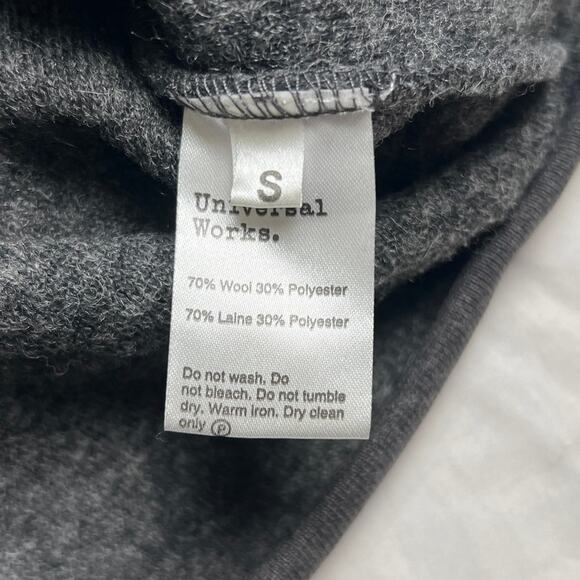 S
Universal
Works.
70% Wool 30% Polyester
70% Laine 30% Polyester
Do not wash. Do
not bleach. Do not tumble
dry. Warm iron. Dry clean
only Ⓟ